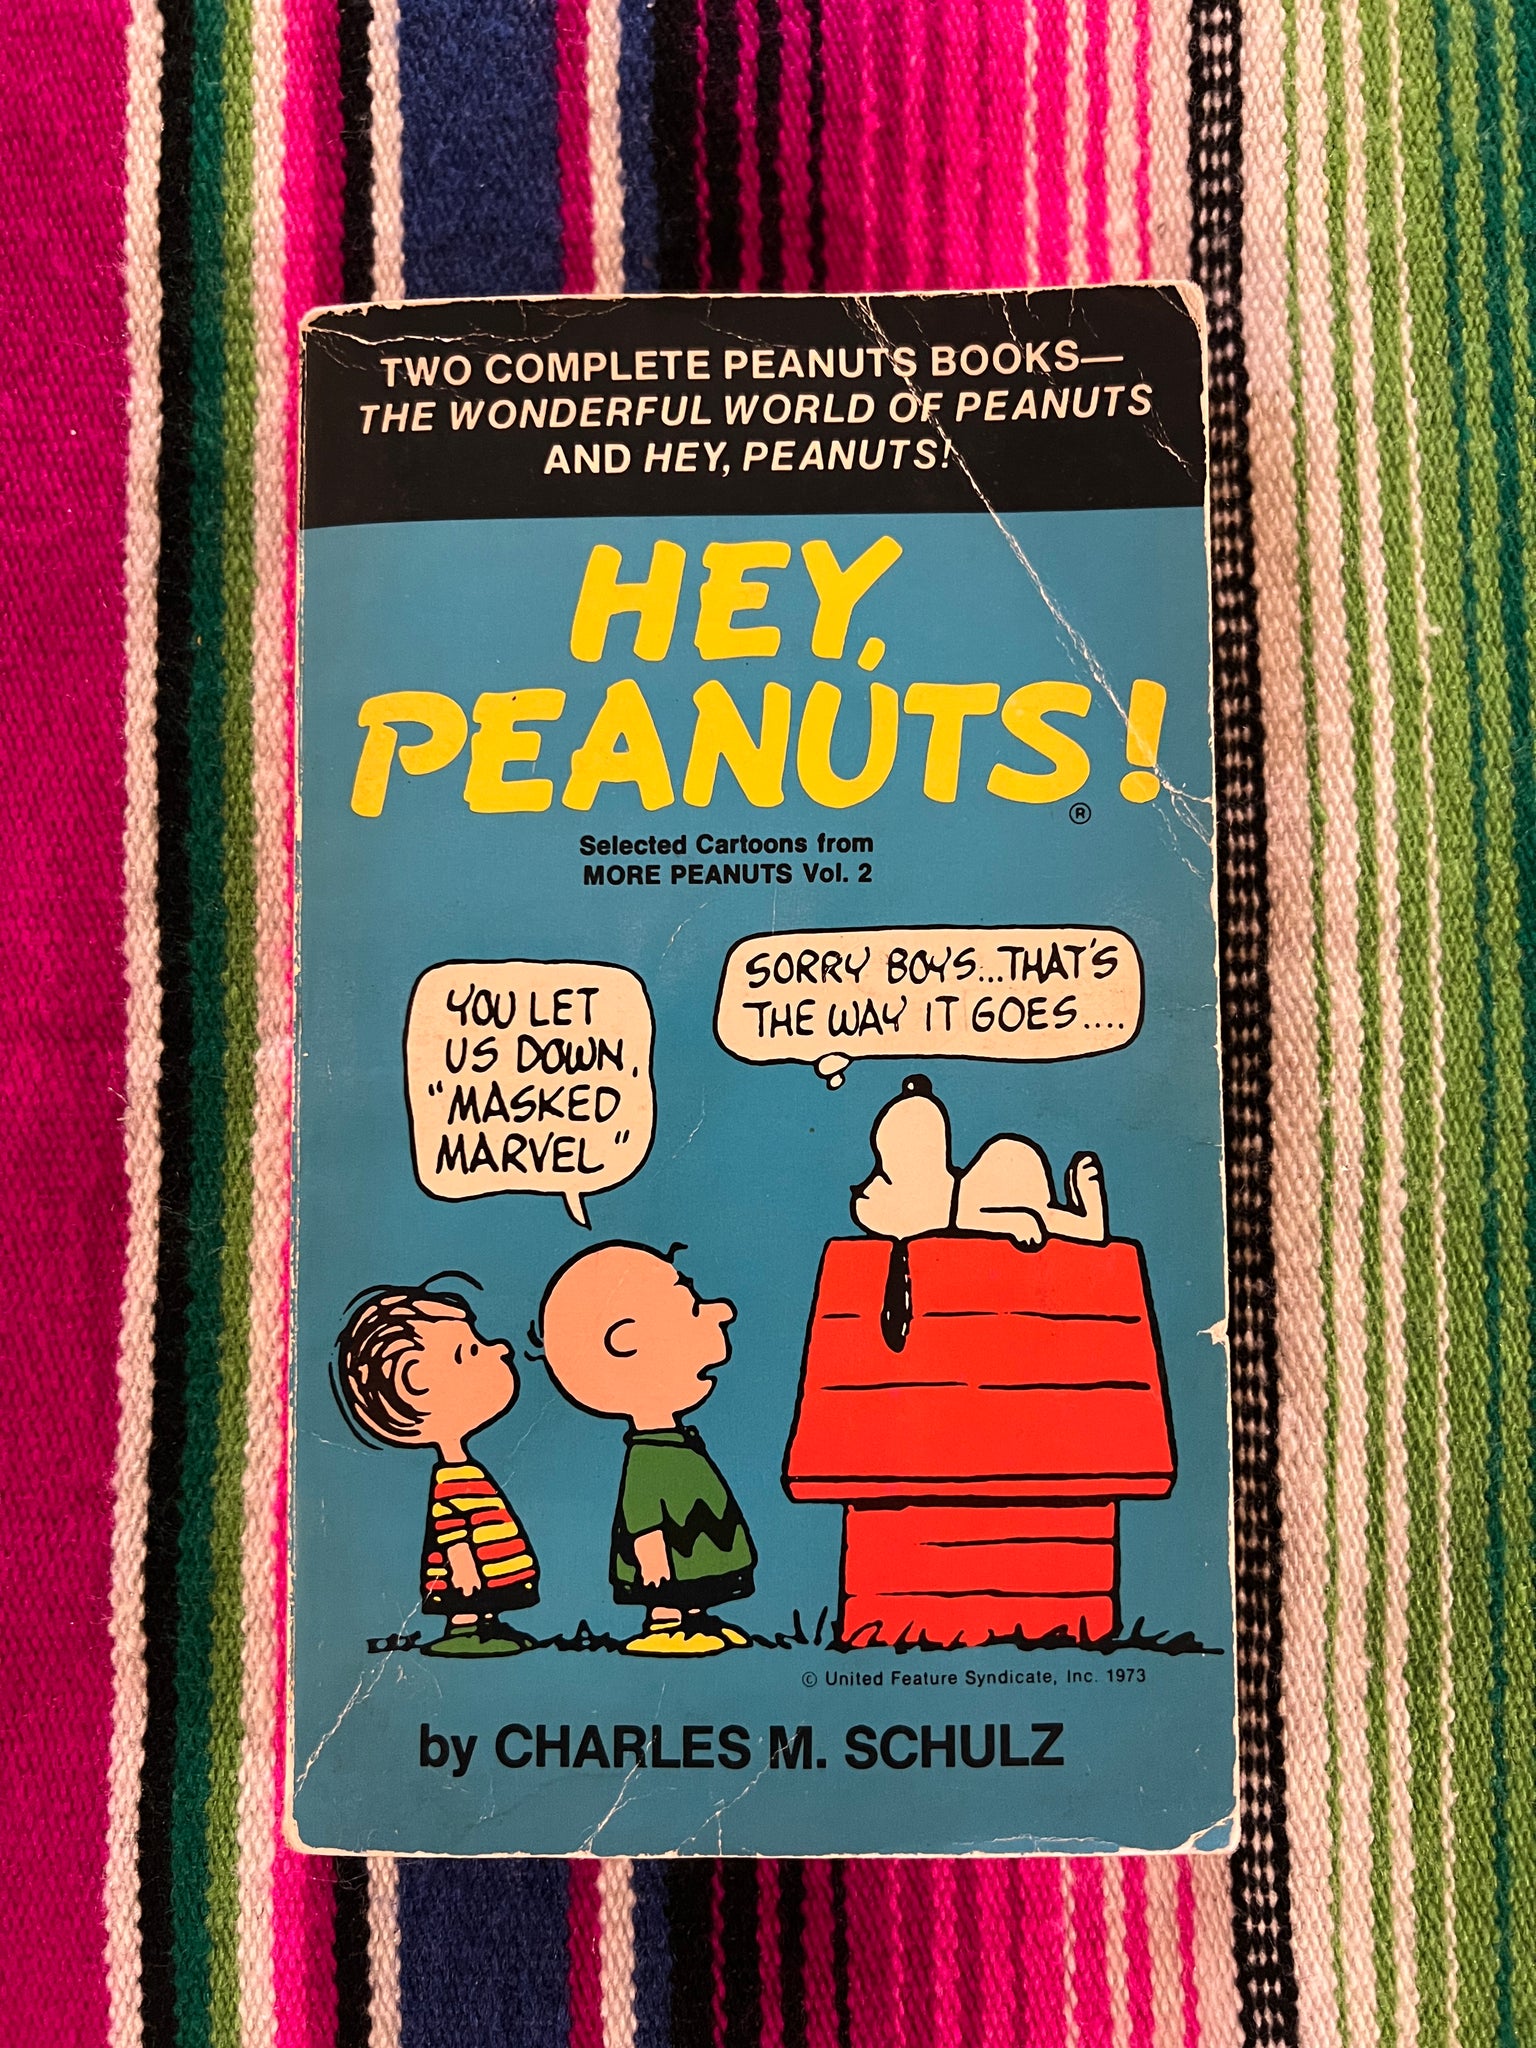 TWO COMPLETE PEANUTS BOOKS—
THE WONDERFUL WORLD OF PEANUTS
AND HEY, PEANUTS!
HEY,
PEANUTS!
®
Selected Cartoons from
MORE PEANUTS Vol. 2
YOU LET
US DOWN,
"MASKED
MARVEL"
SORRY BOYS...THAT'S
THE WAY IT GOES....
© United Feature Syndicate, Inc. 1973
by CHARLES M. SCHULZ